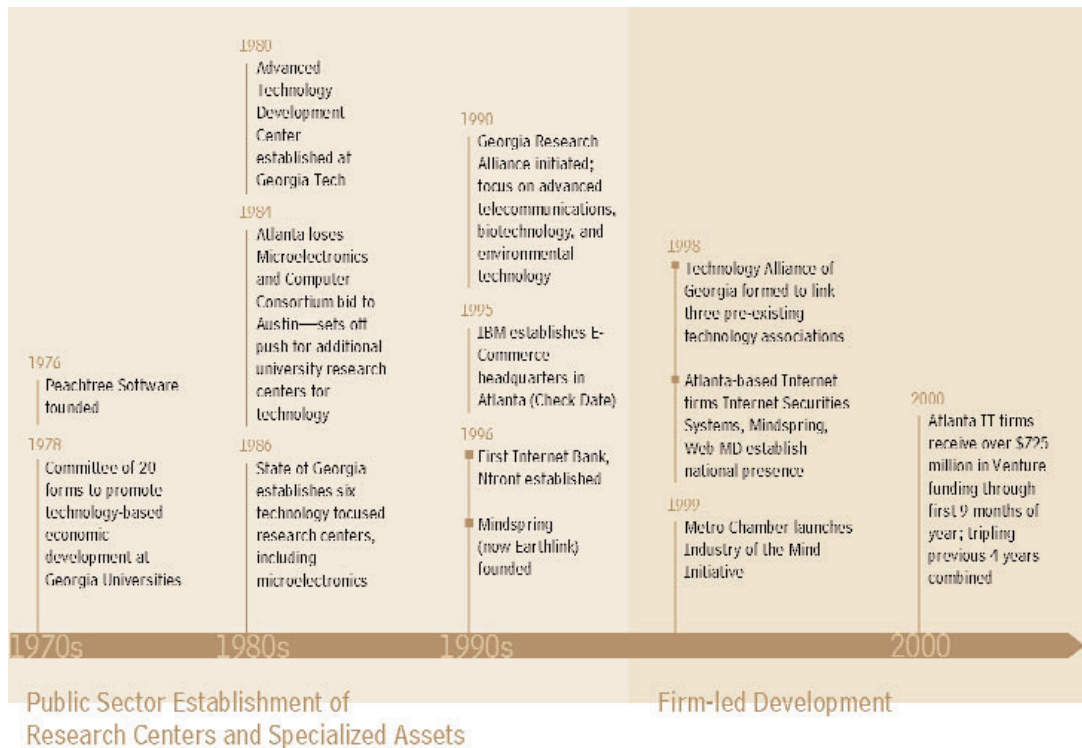 1976
Peachtree Software
founded
1978
Committee of 20
forms to promote
technology-based
economic
development at
Georgia Universities
1980
Advanced
Technology
Development
Center
established at
Georgia Tech
1984
Atlanta loses
Microelectronics
and Computer
Consortium bid to
Austin—sets off
push for additional
university research
centers for
technology
1986
State of Georgia
establishes six
technology focused
research centers,
including
microelectronics
1990
Georgia Research
Alliance initiated;
focus on advanced
telecommunications,
biotechnology, and
environmental
technology
1995
IBM establishes E-
Commerce
headquarters in
Atlanta (Check Date)
1996
First Internet Bank,
Nfront established
Mindspring
(now Earthlink)
founded
1998
Technology Alliance of
Georgia formed to link
three pre-existing
technology associations
Atlanta-based Internet
firms Internet Securities
Systems, Mindspring,
Web MD establish
national presence
1999
Metro Chamber launches
Industry of the Mind
Initiative
2000
Atlanta IT firms
receive over $725
million in Venture
funding through
first 9 months of
year; tripling
previous 4 years
combined
1970s
1980s
1990s
2000
Public Sector Establishment of
Research Centers and Specialized Assets
Firm-led Development